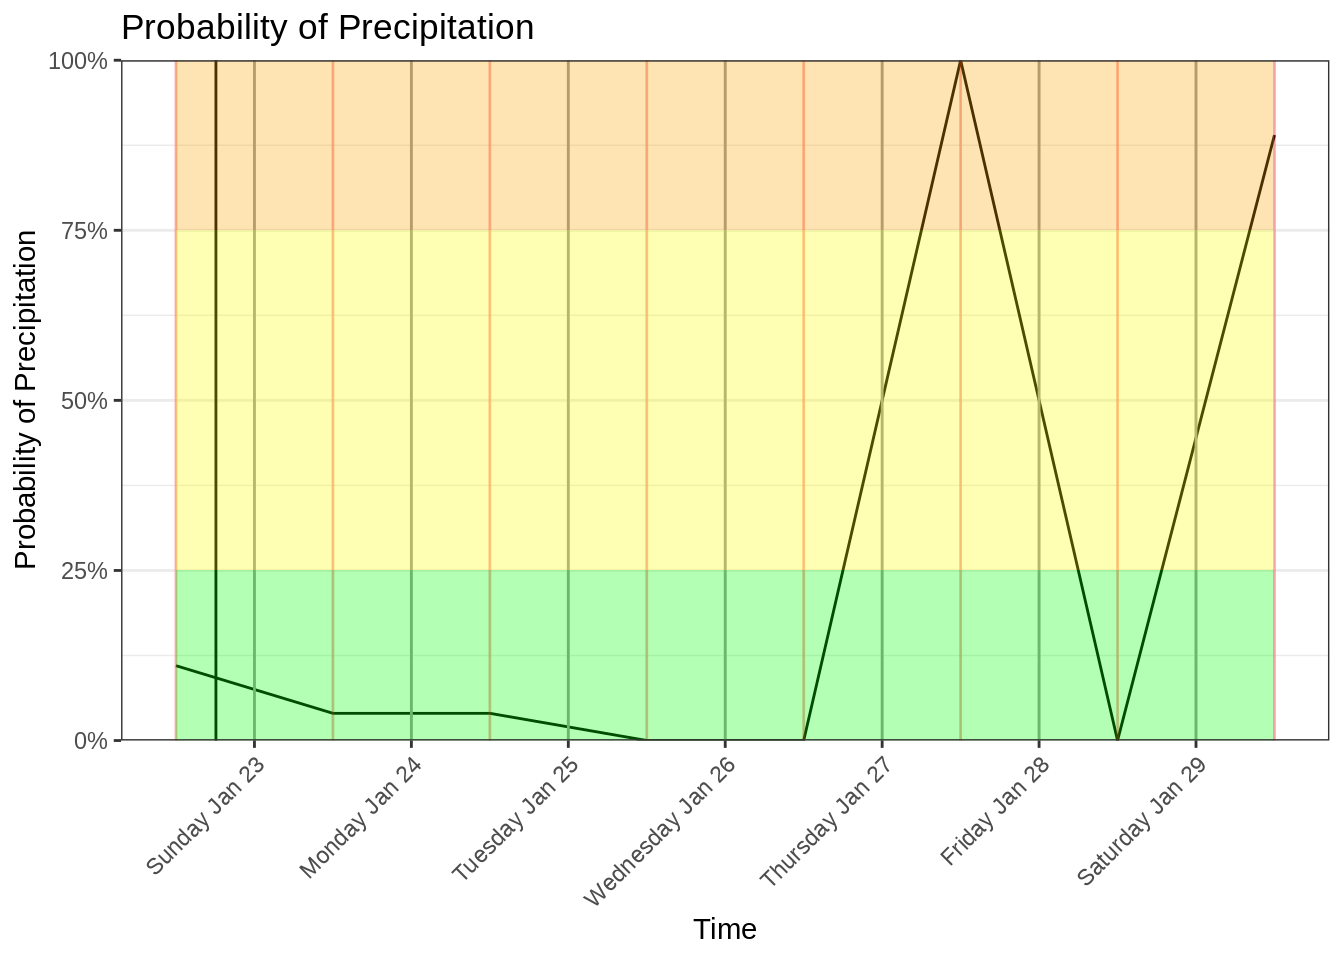 Probability of Precipitation
Probability of Precipitation
100%
75%
50%
25%
0%
Sunday Jan 23
Monday Jan 24
Tuesday Jan 25
Wednesday Jan 26
Thursday Jan 27
Friday Jan 28
Saturday Jan 29
Time